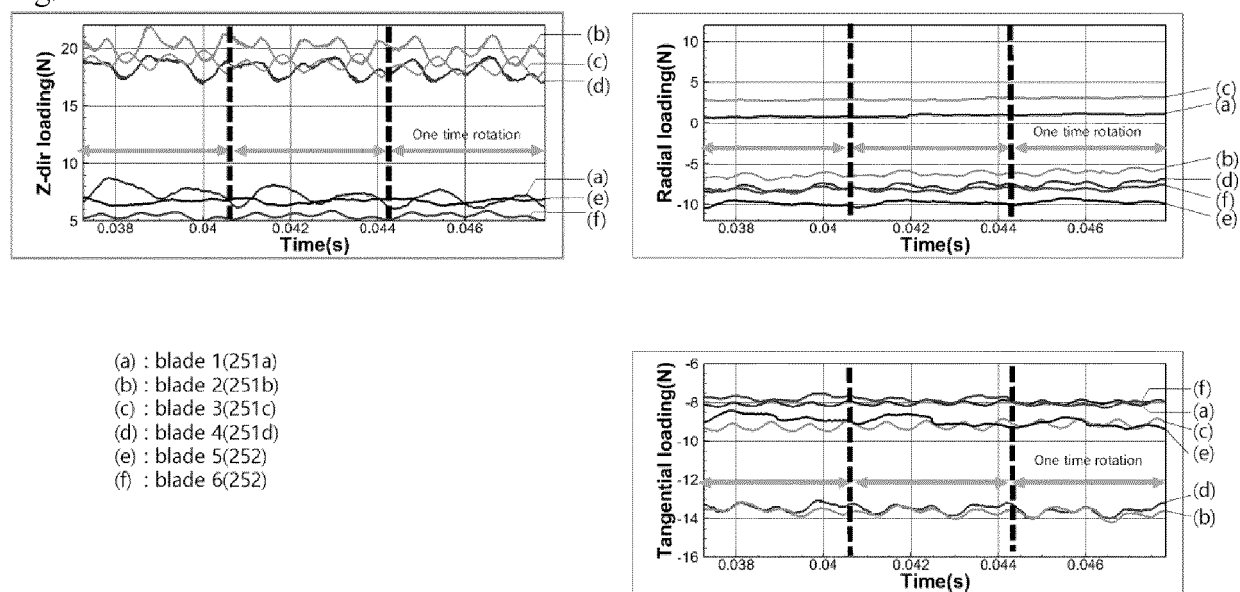 Z-dir loading(N)
20
15
10
5
One time rotation
0.038
0.04
0.042
0.044
0.046
Time(s)
(b)
(c)
(d)
(a)
(e)
(f)
Radial loading(N)
10
5
0
-5
-10
One time rotation
0.038
0.04
0.042
0.044
0.046
Time(s)
(c)
(a)
(b)
(d)
(f)
(e)
(a) : blade 1(251a)
(b) : blade 2(251b)
(c) : blade 3(251c)
(d) : blade 4(251d)
(e) : blade 5(252)
(f) : blade 6(252)
Tangential loading(N)
-6
-8
-10
-12
-14
-16
One time rotation
0.038
0.04
0.042
0.044
0.046
Time(s)
(f)
(a)
(c)
(e)
(d)
(b)